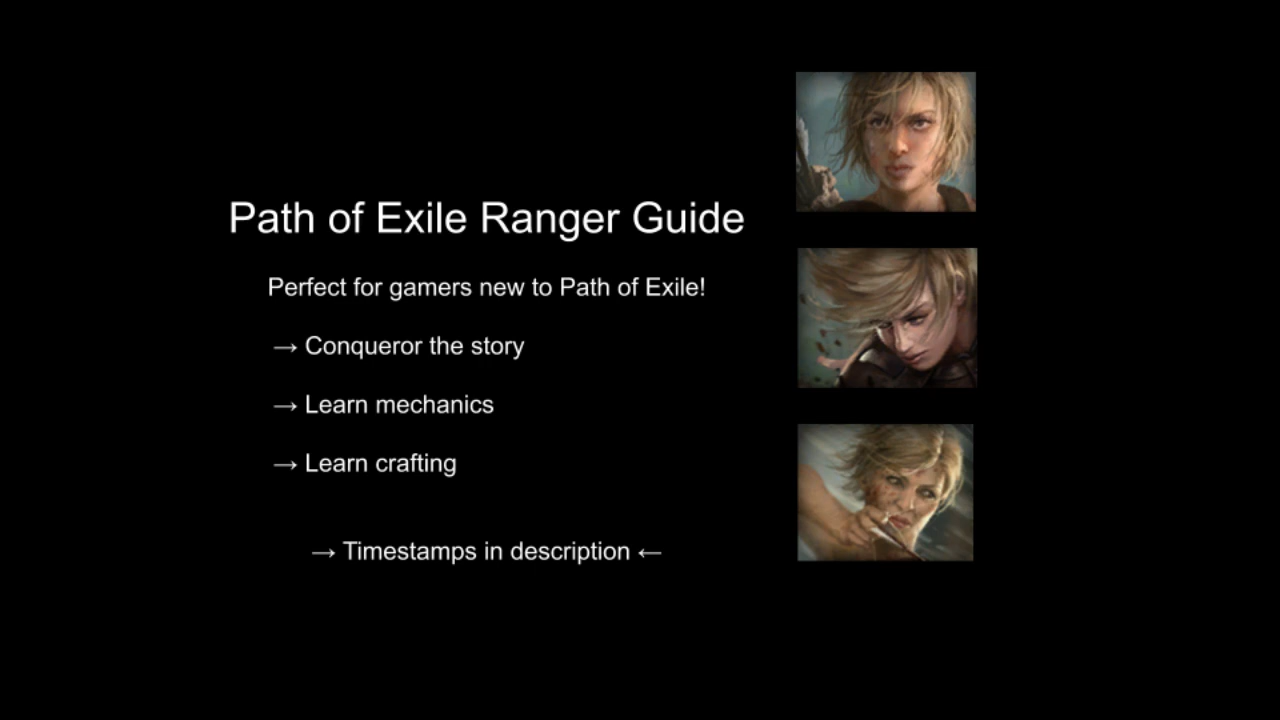 Path of Exile Ranger Guide
Perfect for gamers new to Path of Exile!
→ Conqueror the story
→ Learn mechanics
→ Learn crafting
→ Timestamps in description ←